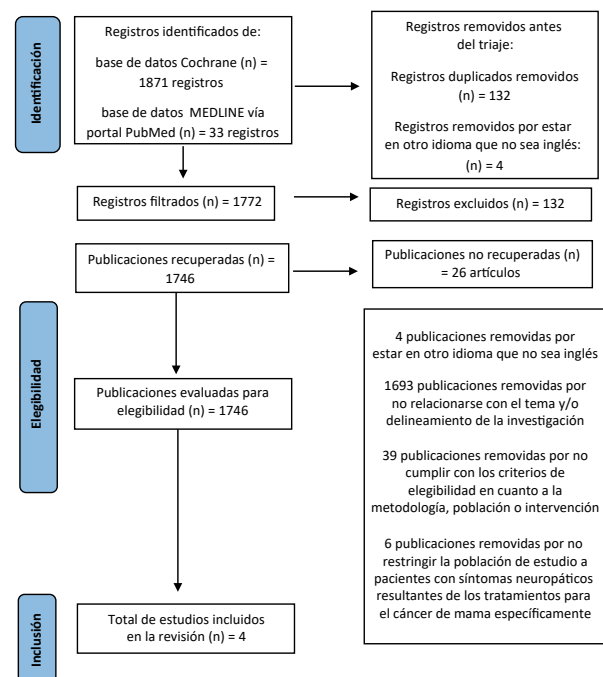 Identificación
Registros identificados de:
base de datos Cochrane (n) =
1871 registros
base de datos MEDLINE vía
portal PubMed (n) = 33 registros
Registros removidos antes
del triaje:
Registros duplicados removidos
(n) = 132
Registros removidos por estar
en otro idioma que no sea inglés:
(n) = 4
Registros filtrados (n) = 1772
Registros excluidos (n) = 132
Publicaciones recuperadas (n) =
1746
Publicaciones no recuperadas (n)
= 26 artículos
Elegibilidad
Publicaciones evaluadas para
elegibilidad (n) = 1746
4 publicaciones removidas por
estar en otro idioma que no sea inglés
1693 publicaciones removidas por
no relacionarse con el tema y/o
delineamiento de la investigación
39 publicaciones removidas por no
cumplir con los criterios de
elegibilidad en cuanto a la
metodología, población o intervención
6 publicaciones removidas por no
restringir la población de estudio a
pacientes con síntomas neuropáticos
resultantes de los tratamientos para
el cáncer de mama específicamente
Inclusión
Total de estudios incluidos
en la revisión (n) = 4